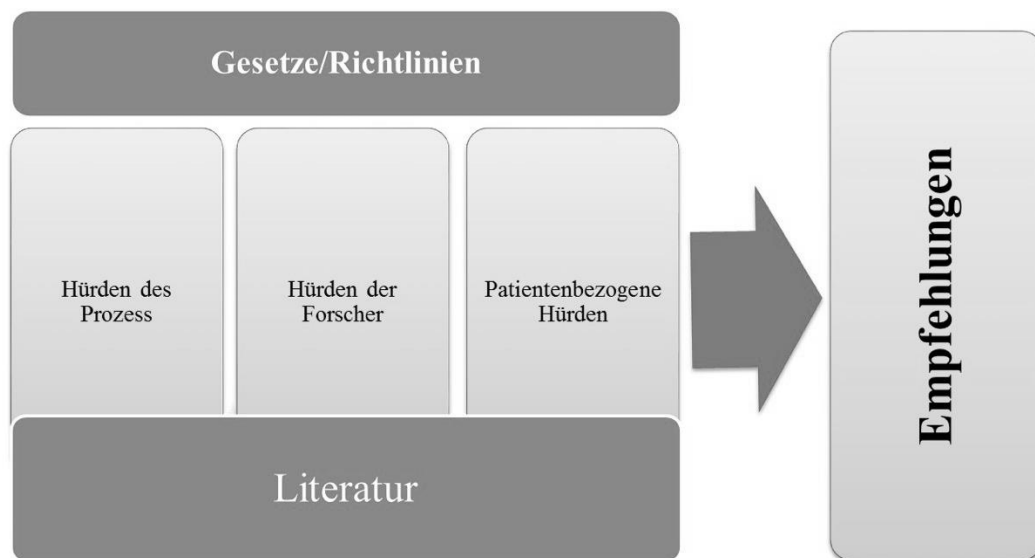 Gesetze/Richtlinien
Hürden des
Prozess
Hürden der
Forscher
Patientenbezogene
Hürden
Literatur
Empfehlungen